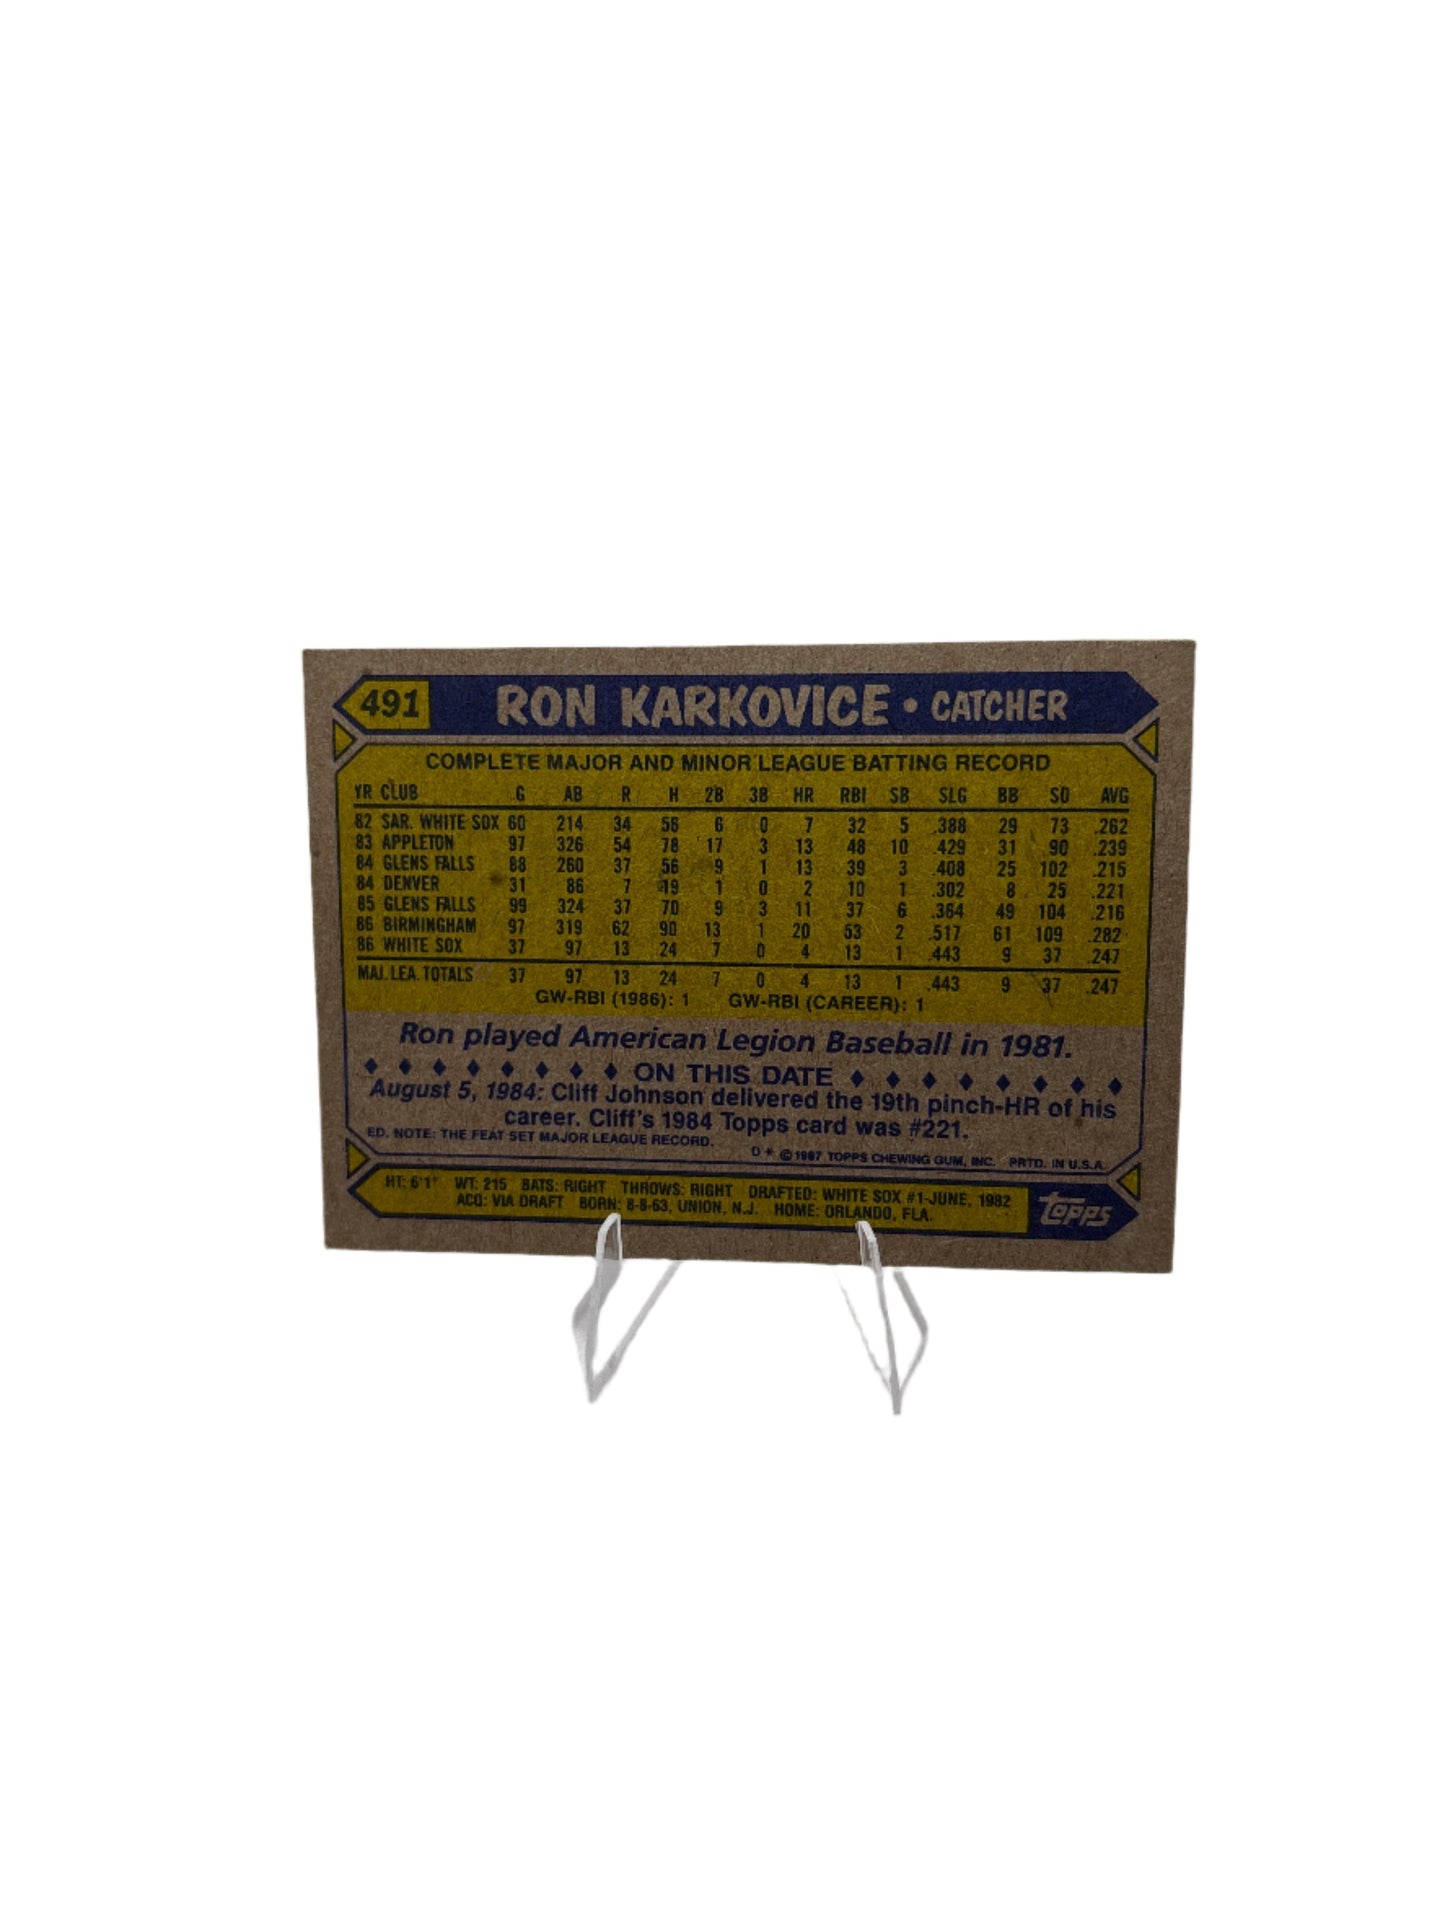 491 RON KARKOVICE • CATCHER
COMPLETE MAJOR AND MINOR LEAGUE BATTING RECORD
YR CLUB G AB R H 2B 3B HR RBI SB SLG BB SO AVG
82 SAR. WHITE SOX 60 214 34 56 6 0 7 32 5 .388 29 73 .262
83 APPLETON 97 326 54 78 17 3 13 48 10 .429 31 90 .239
84 GLENS FALLS 88 260 37 56 9 1 13 39 3 .408 25 102 .215
84 DENVER 31 86 7 19 1 0 2 10 1 .302 8 25 .221
85 GLENS FALLS 99 324 37 70 9 3 11 37 6 .364 49 104 .216
86 BIRMINGHAM 97 319 62 90 13 1 20 53 2 .517 61 109 .282
86 WHITE SOX 37 97 13 24 7 0 4 13 1 .443 9 37 .247
MAJ. LEA. TOTALS 37 97 13 24 7 0 4 13 1 .443 9 37 .247
GW-RBI (1986): 1 GW-RBI (CAREER): 1
Ron played American Legion Baseball in 1981.
♦ ♦ ♦ ♦ ♦ ♦ ♦ ♦ ON THIS DATE ♦ ♦ ♦ ♦ ♦ ♦ ♦ ♦
August 5, 1984: Cliff Johnson delivered the 19th pinch-HR of his
career. Cliff's 1984 Topps card was #221.
ED. NOTE: THE FEAT SET MAJOR LEAGUE RECORD.
D * © 1987 TOPPS CHEWING GUM, INC. PRTD. IN U.S.A.
HT: 6'1" WT: 215 BATS: RIGHT THROWS: RIGHT DRAFTED: WHITE SOX #1-JUNE, 1982
ACQ: VIA DRAFT BORN: 8-8-63, UNION, N.J. HOME: ORLANDO, FLA.
topps